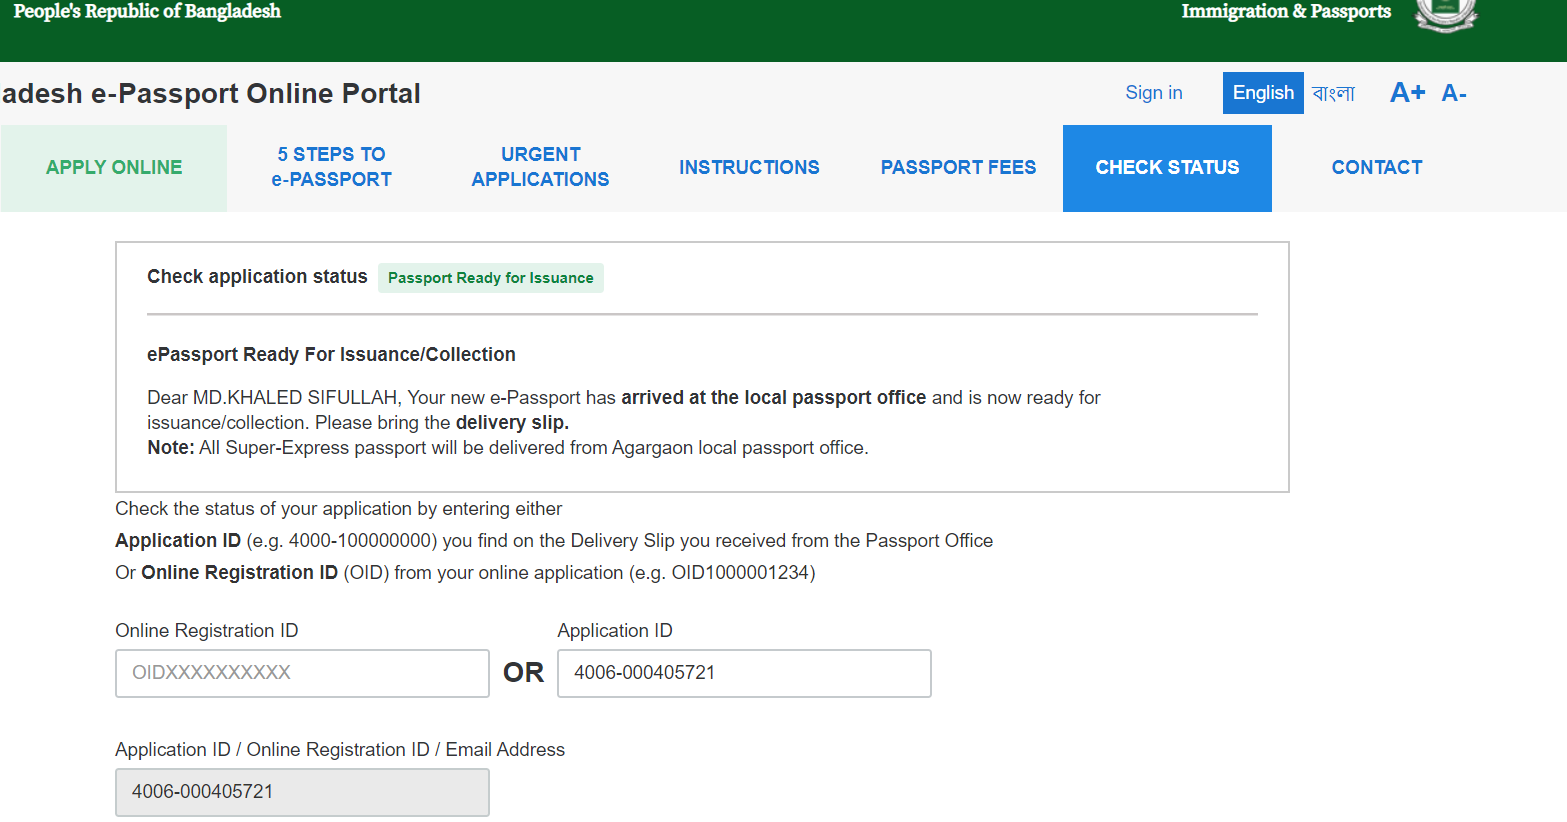 People's Republic of Bangladesh
Immigration & Passports
adesh e-Passport Online Portal
Sign in
English
বাংলা
A+
A-
APPLY ONLINE
5 STEPS TO
e-PASSPORT
URGENT
APPLICATIONS
INSTRUCTIONS
PASSPORT FEES
CHECK STATUS
CONTACT
Check application status
Passport Ready for Issuance
ePassport Ready For Issuance/Collection
Dear MD.KHALED SIFULLAH, Your new e-Passport has arrived at the local passport office and is now ready for
issuance/collection. Please bring the delivery slip.
Note: All Super-Express passport will be delivered from Agargaon local passport office.
Check the status of your application by entering either
Application ID (e.g. 4000-100000000) you find on the Delivery Slip you received from the Passport Office
Or Online Registration ID (OID) from your online application (e.g. OID1000001234)
Online Registration ID
Application ID
OIDXXXXXXXXXX
OR
4006-000405721
Application ID / Online Registration ID / Email Address
4006-000405721